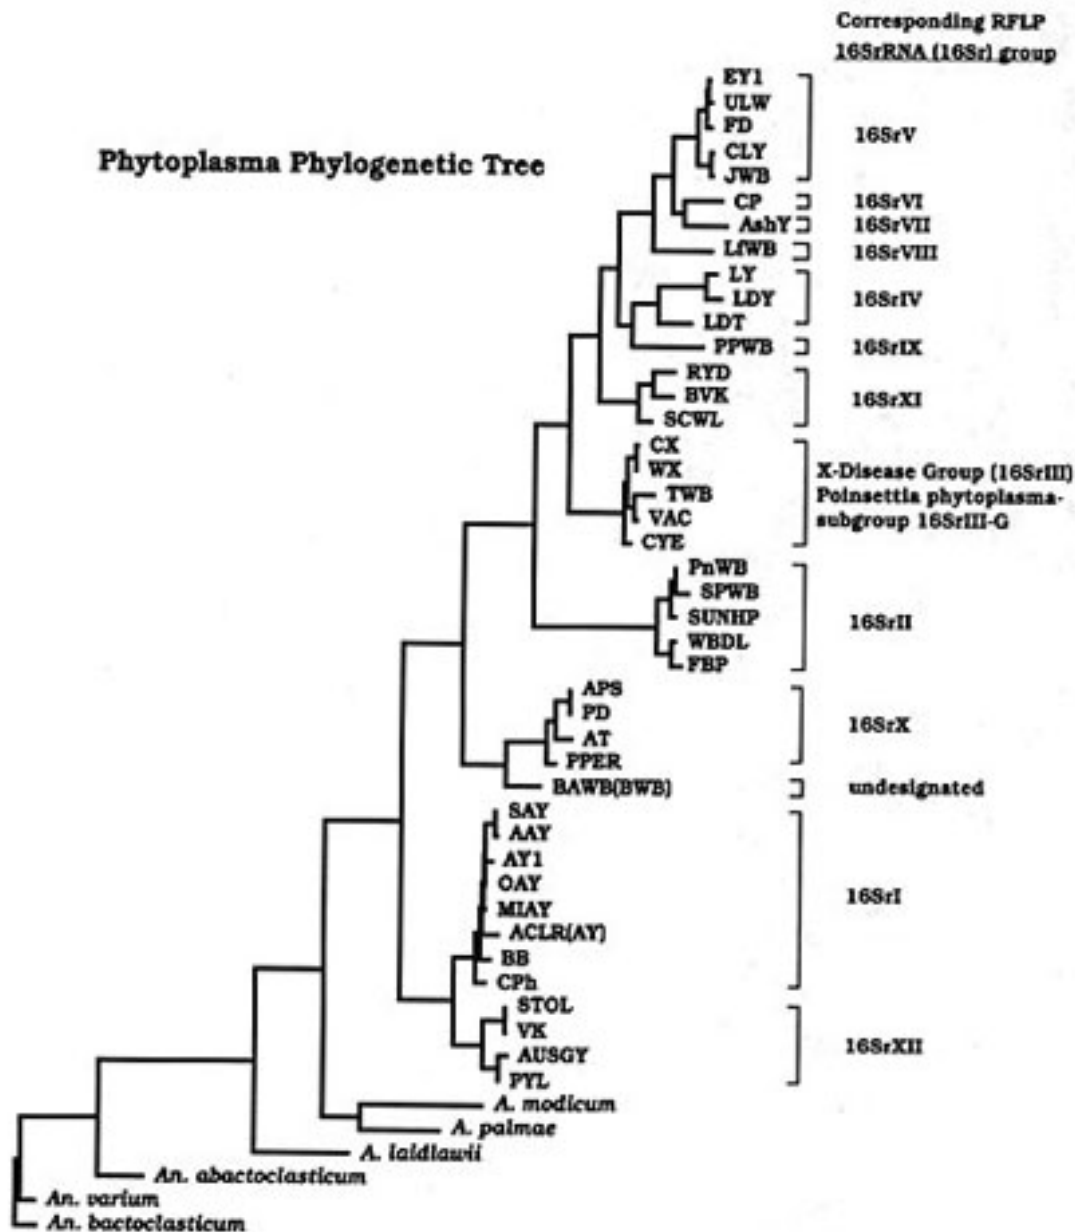 Corresponding RFLP
16SrRNA (16Sr) group
Phytoplasma Phylogenetic Tree
EY1
ULW
FD
CLY
JWB
16SrV
CP
16SrVI
AshY
16SrVII
LfWB
16SrVIII
LY
LDY
LDT
16SrIV
PPWB
16SrIX
RYD
BVK
SCWL
16SrXI
CX
WX
TWB
VAC
CYE
X-Disease Group (16SrIII)
Poinsettia phytoplasma-
subgroup 16SrIII-G
PnWB
SPWB
SUNHP
WBDL
FBP
16SrII
APS
PD
AT
PPER
16SrX
BAWB(BWB)
undesignated
SAY
AAY
AY1
OAY
MIAY
ACLR(AY)
BB
CPh
16SrI
STOL
VK
AUSGY
PYL
16SrXII
A. modicum
A. palmae
A. laidlawii
An. abactoclasticum
An. varium
An. bactoclasticum